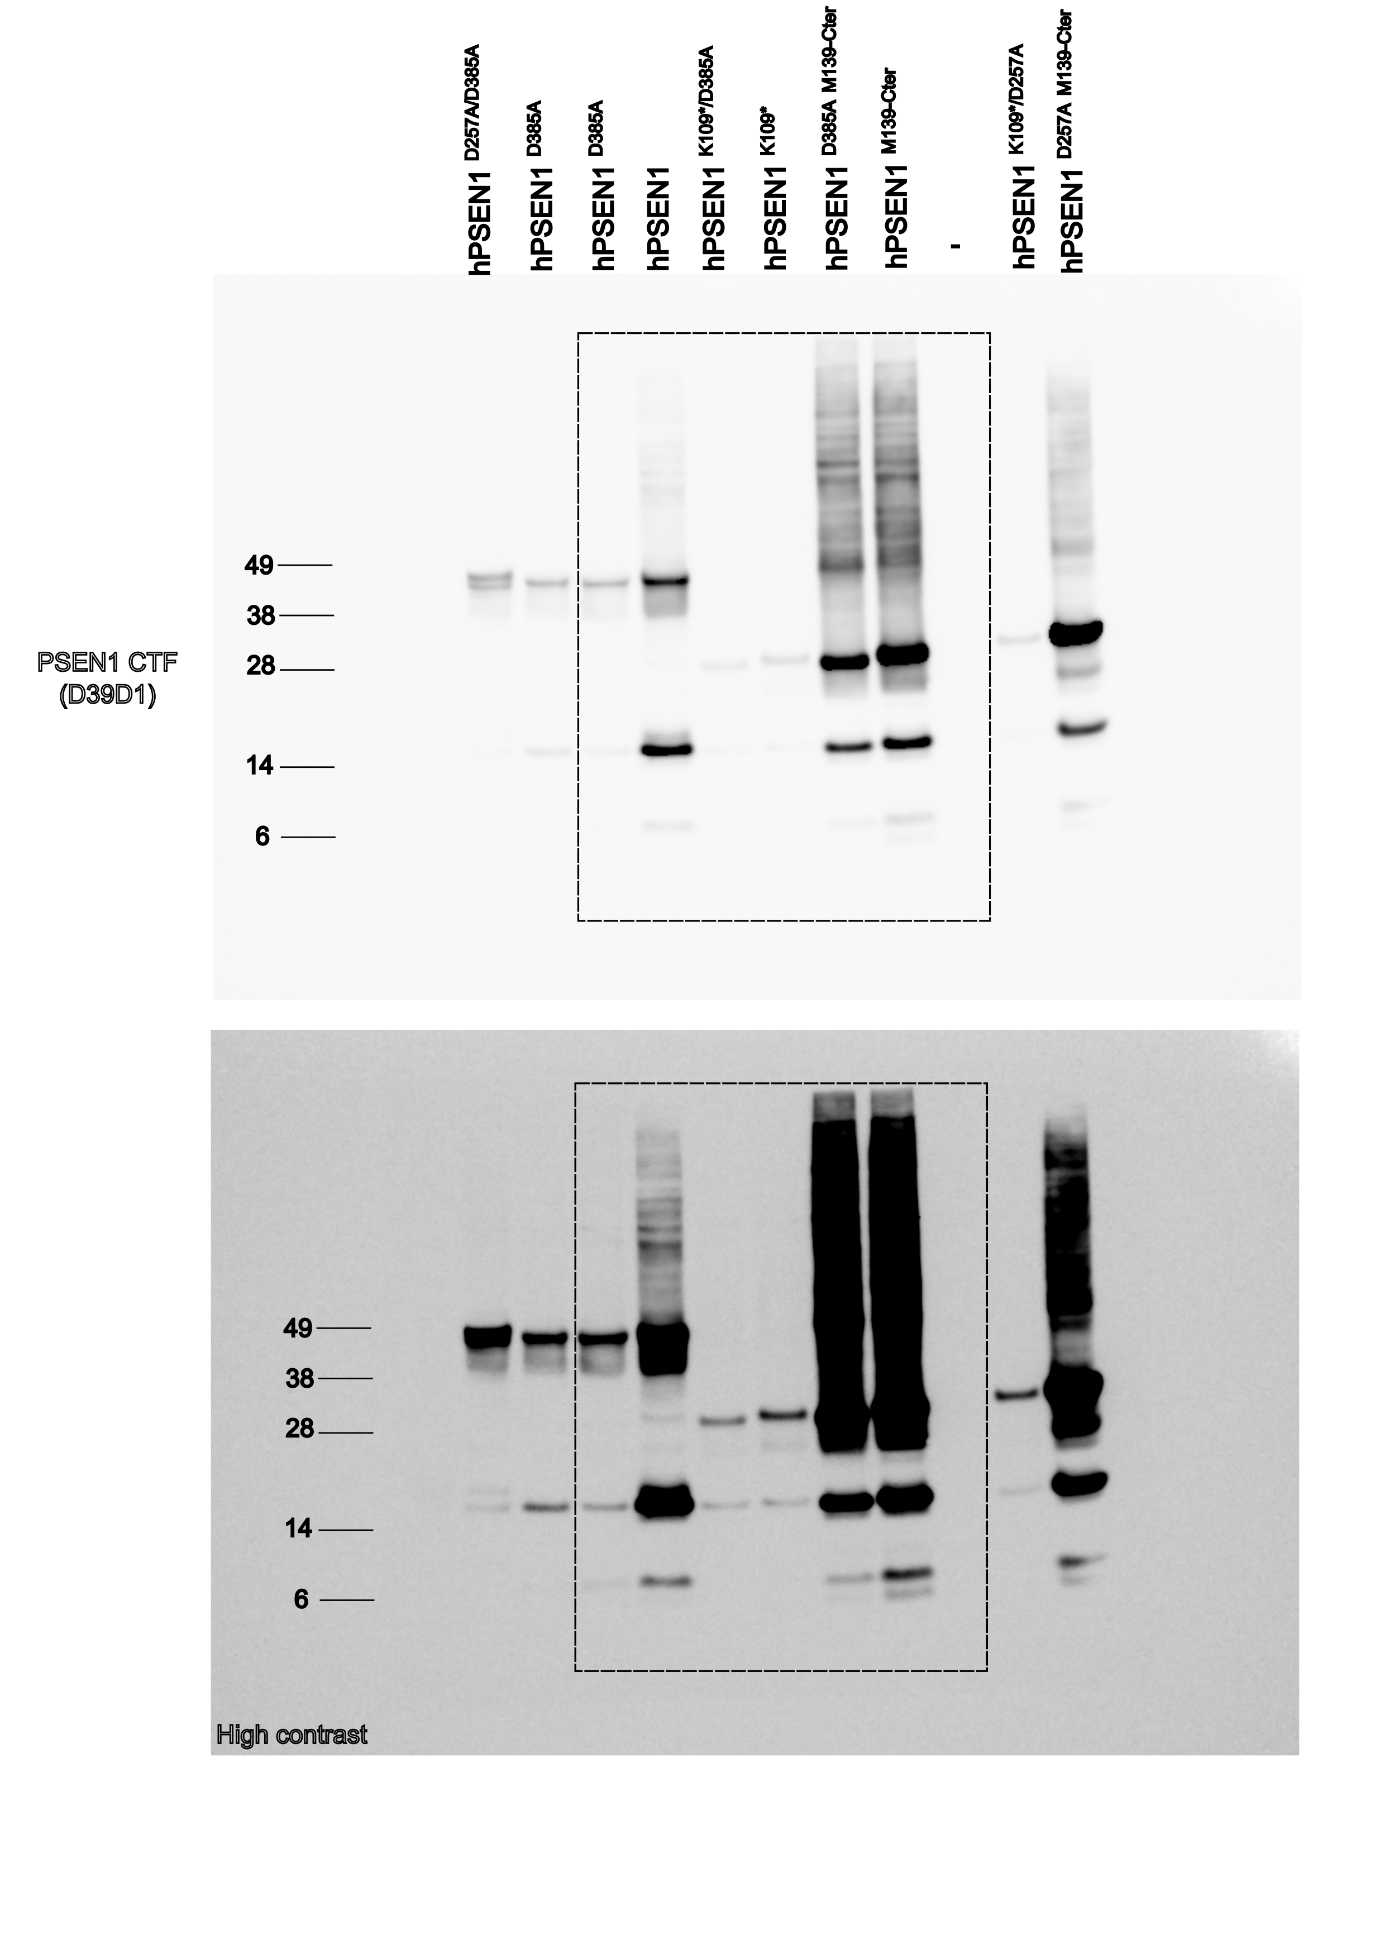 hPSEN1 D257A/D385A
hPSEN1 D385A
hPSEN1 D385A
hPSEN1
hPSEN1 K109*/D385A
hPSEN1 K109*
hPSEN1 D385A M139-Cter
hPSEN1 M139-Cter
-
hPSEN1 K109*/D257A
hPSEN1 D257A M139-Cter
49
38
PSEN1 CTF
(D39D1)
28
14
6
49
38
28
14
6
High contrast